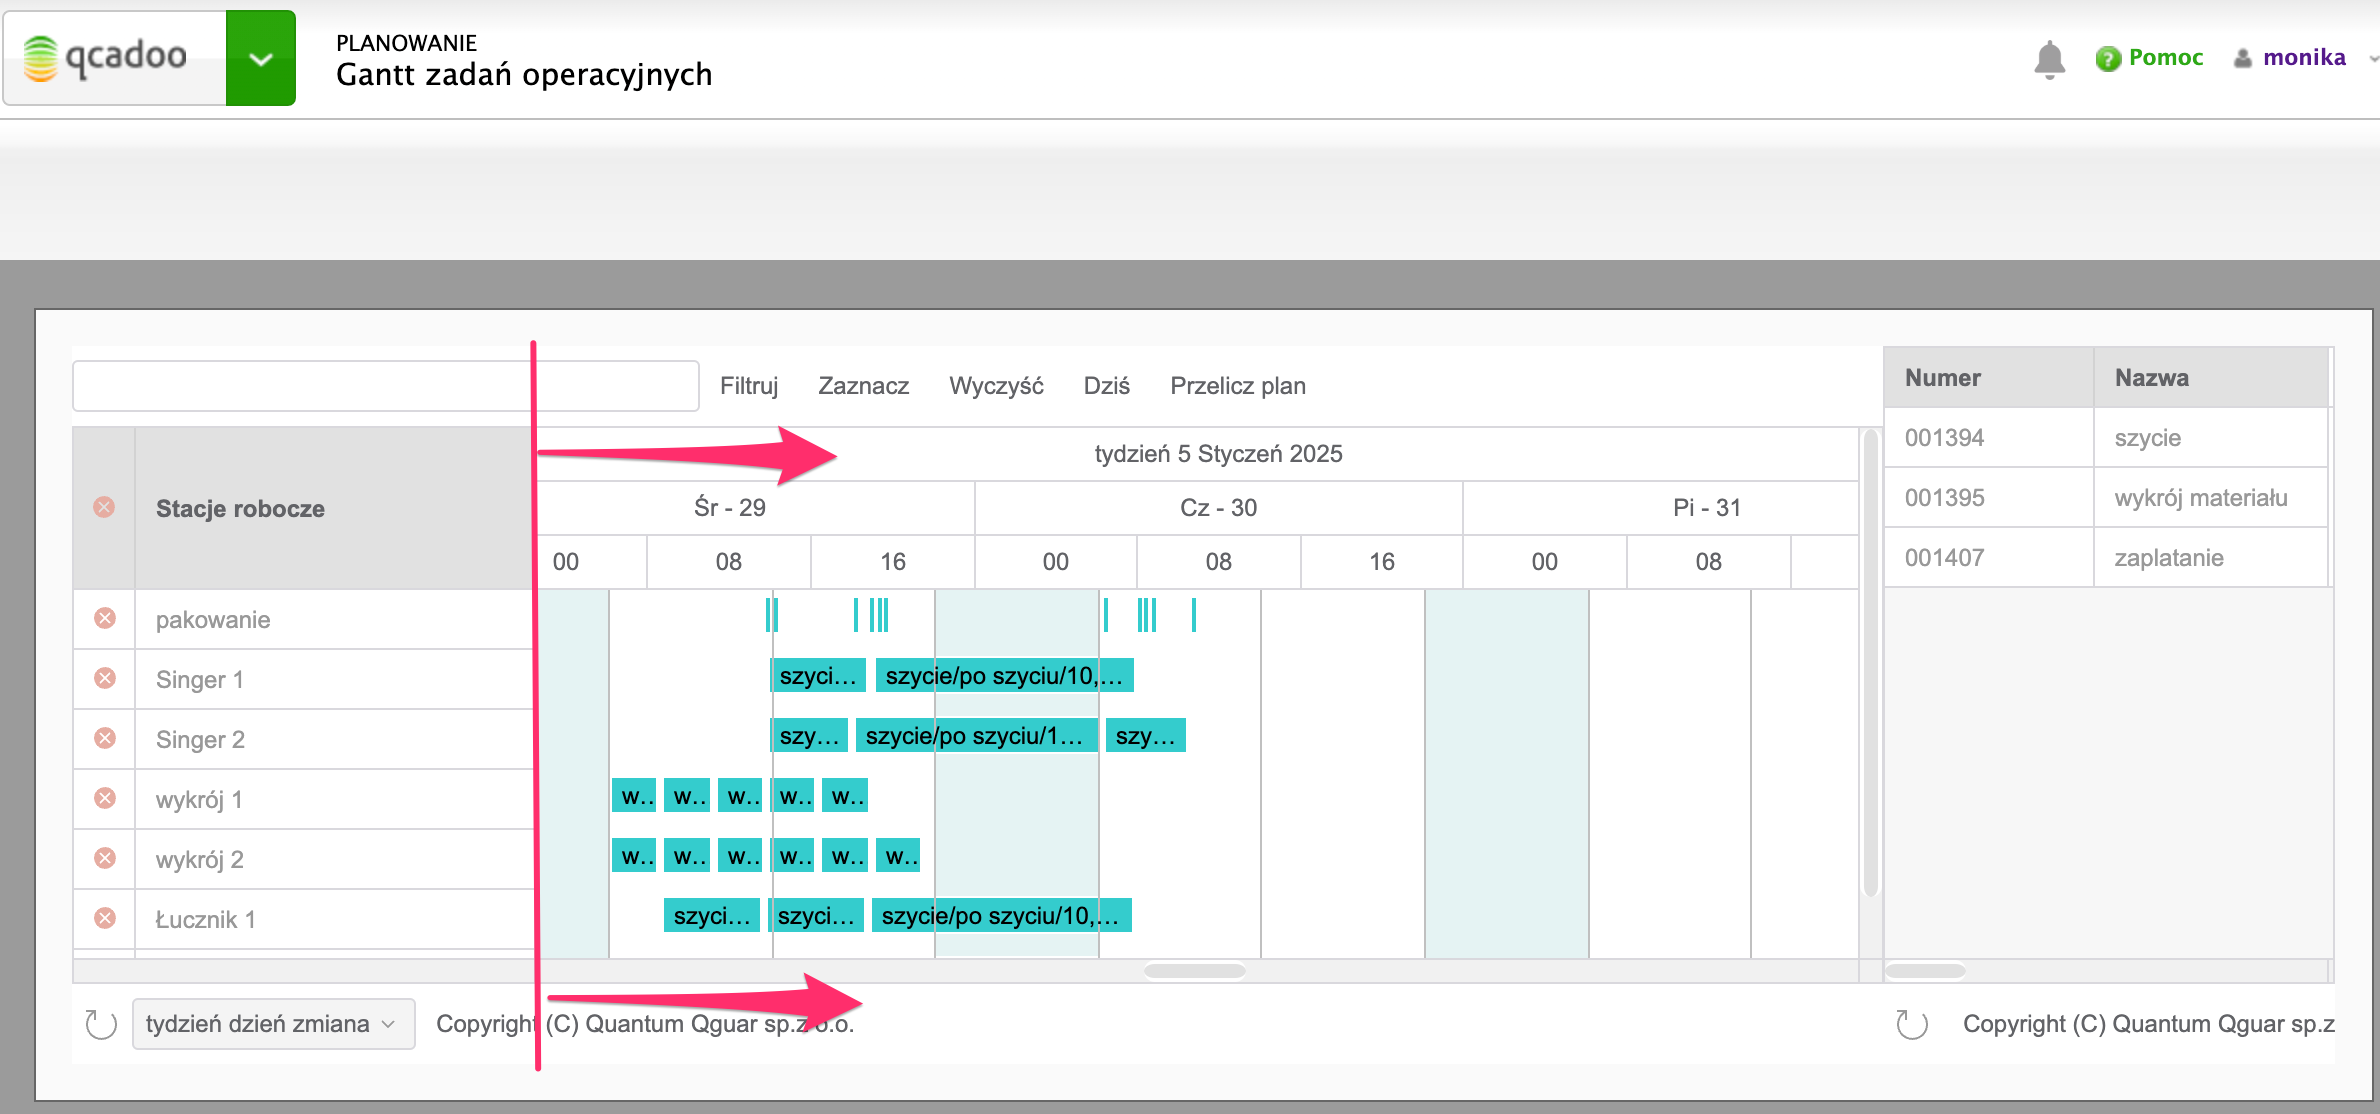 qcadoo
PLANOWANIE
Gantt zadań operacyjnych
Pomoc
monika
Filtruj Zaznacz Wyczyść Dziś Przelicz plan
Stacje robocze
tydzień 5 Styczeń 2025
Śr - 29 Cz - 30 Pi - 31
00 08 16 00 08 16 00 08
pakowanie
Singer 1 szyci... szycie/po szyciu/10,...
Singer 2 szy... szycie/po szyciu/1... szy...
wykrój 1 w.. w.. w.. w.. w..
wykrój 2 w.. w.. w.. w.. w.. w..
Łucznik 1 szyci... szyci... szycie/po szyciu/10,...
tydzień dzień zmiana Copyright (C) Quantum Qguar sp.z o.o.
Numer Nazwa
001394 szycie
001395 wykrój materiału
001407 zaplatanie
Copyright (C) Quantum Qguar sp.z